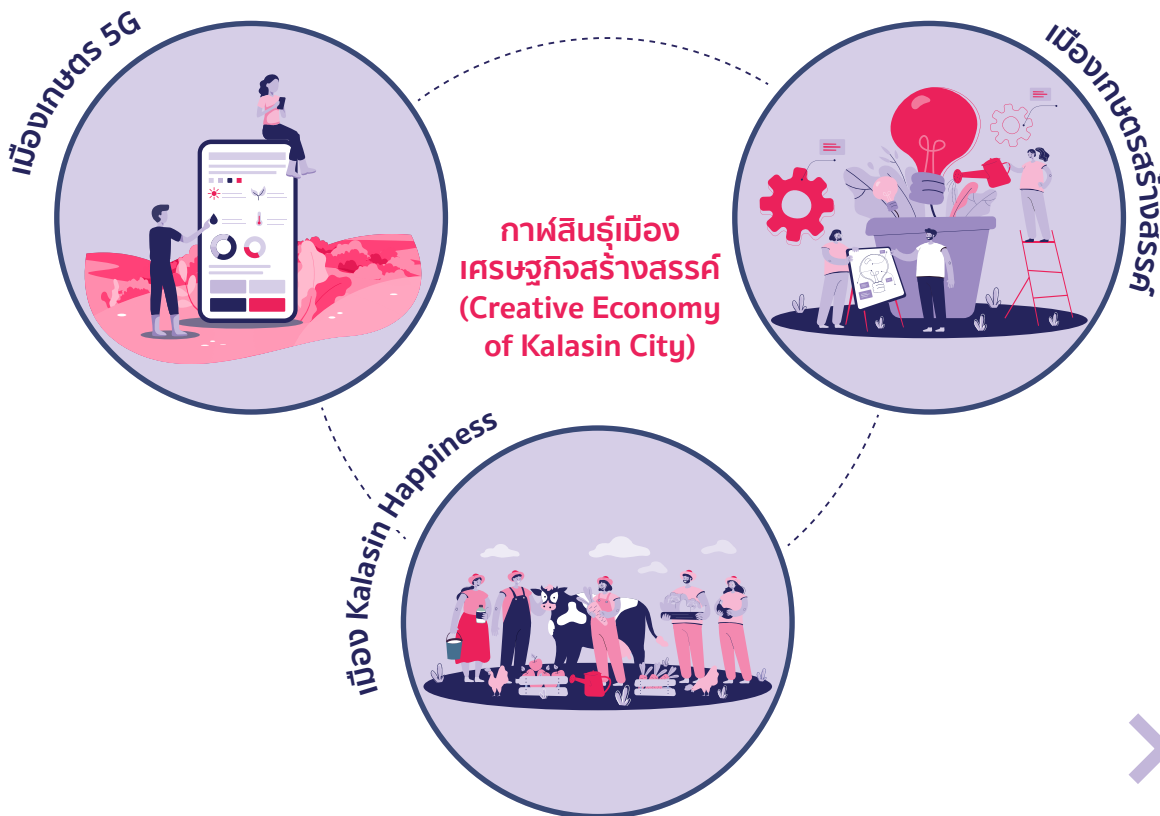 เมืองเกษตร 5G
เมืองเกษตรสร้างสรรค์
กาฬสินธุ์เมือง
เศรษฐกิจสร้างสรรค์
(Creative Economy
of Kalasin City)
เมือง Kalasin Happiness